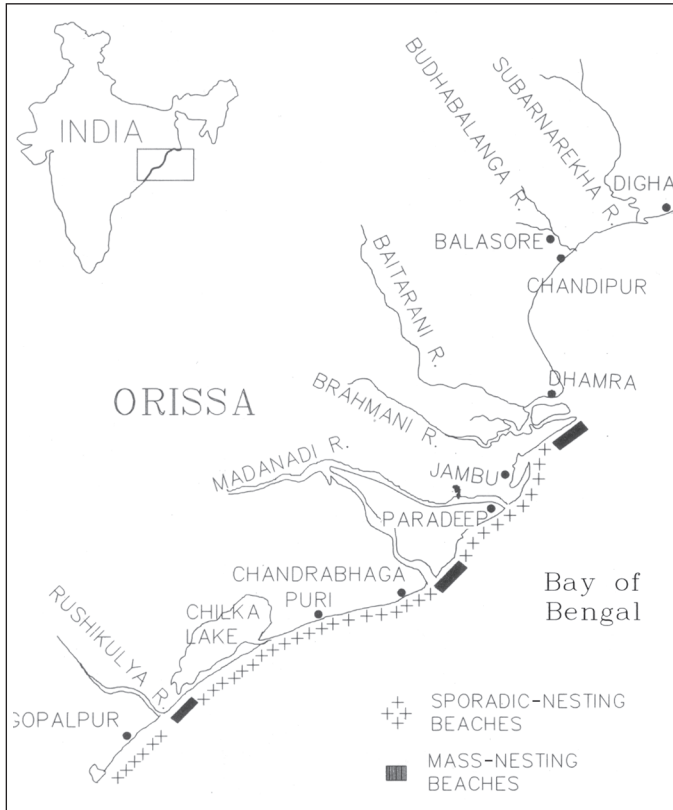 INDIA
BUDHABALANGA R.
SUBARNAREKHA R.
DIGHA
BALASORE
CHANDIPUR
BAITARANI R.
DHAMRA
ORISSA
BRAHMANI R.
MADANADI R.
JAMBU
PARADEEP
CHANDRABHAGA
PURI
Bay of
Bengal
CHILKA
LAKE
RUSHIKULYA R.
GOPALPUR
SPORADIC-NESTING
BEACHES
MASS-NESTING
BEACHES